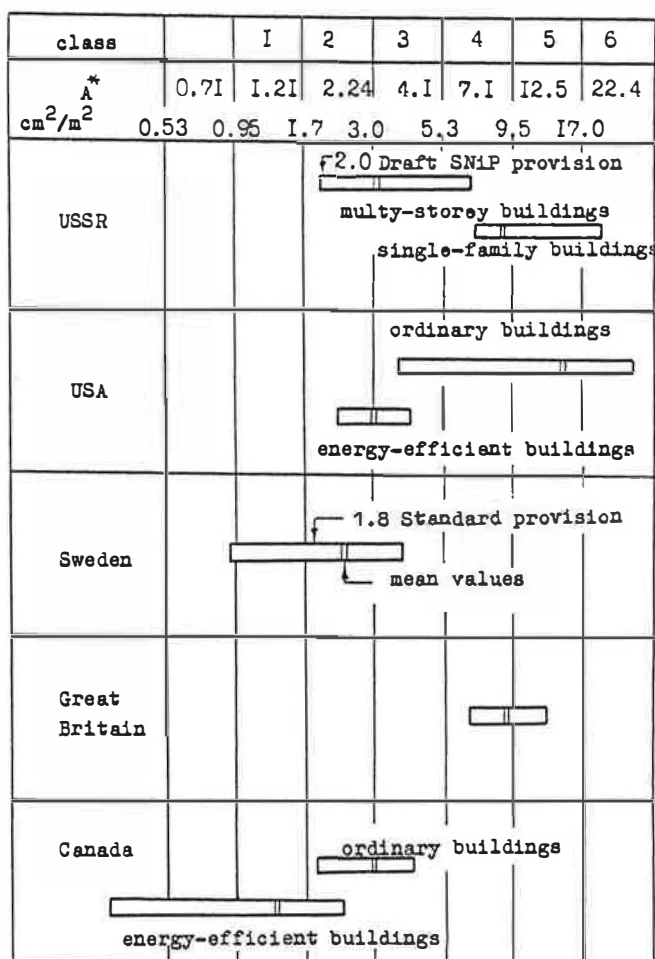 class I 2 3 4 5 6
A* 0.7I I.2I 2.24 4.I 7.I I2.5 22.4
cm²/m² 0.53 0.95 I.7 3.0 5.3 9.5 I7.0
2.0 Draft SNiP provision
USSR
multy-storey buildings
single-family buildings
ordinary buildings
USA
energy-efficient buildings
1.8 Standard provision
Sweden
mean values
Great
Britain
Canada
ordinary buildings
energy-efficient buildings